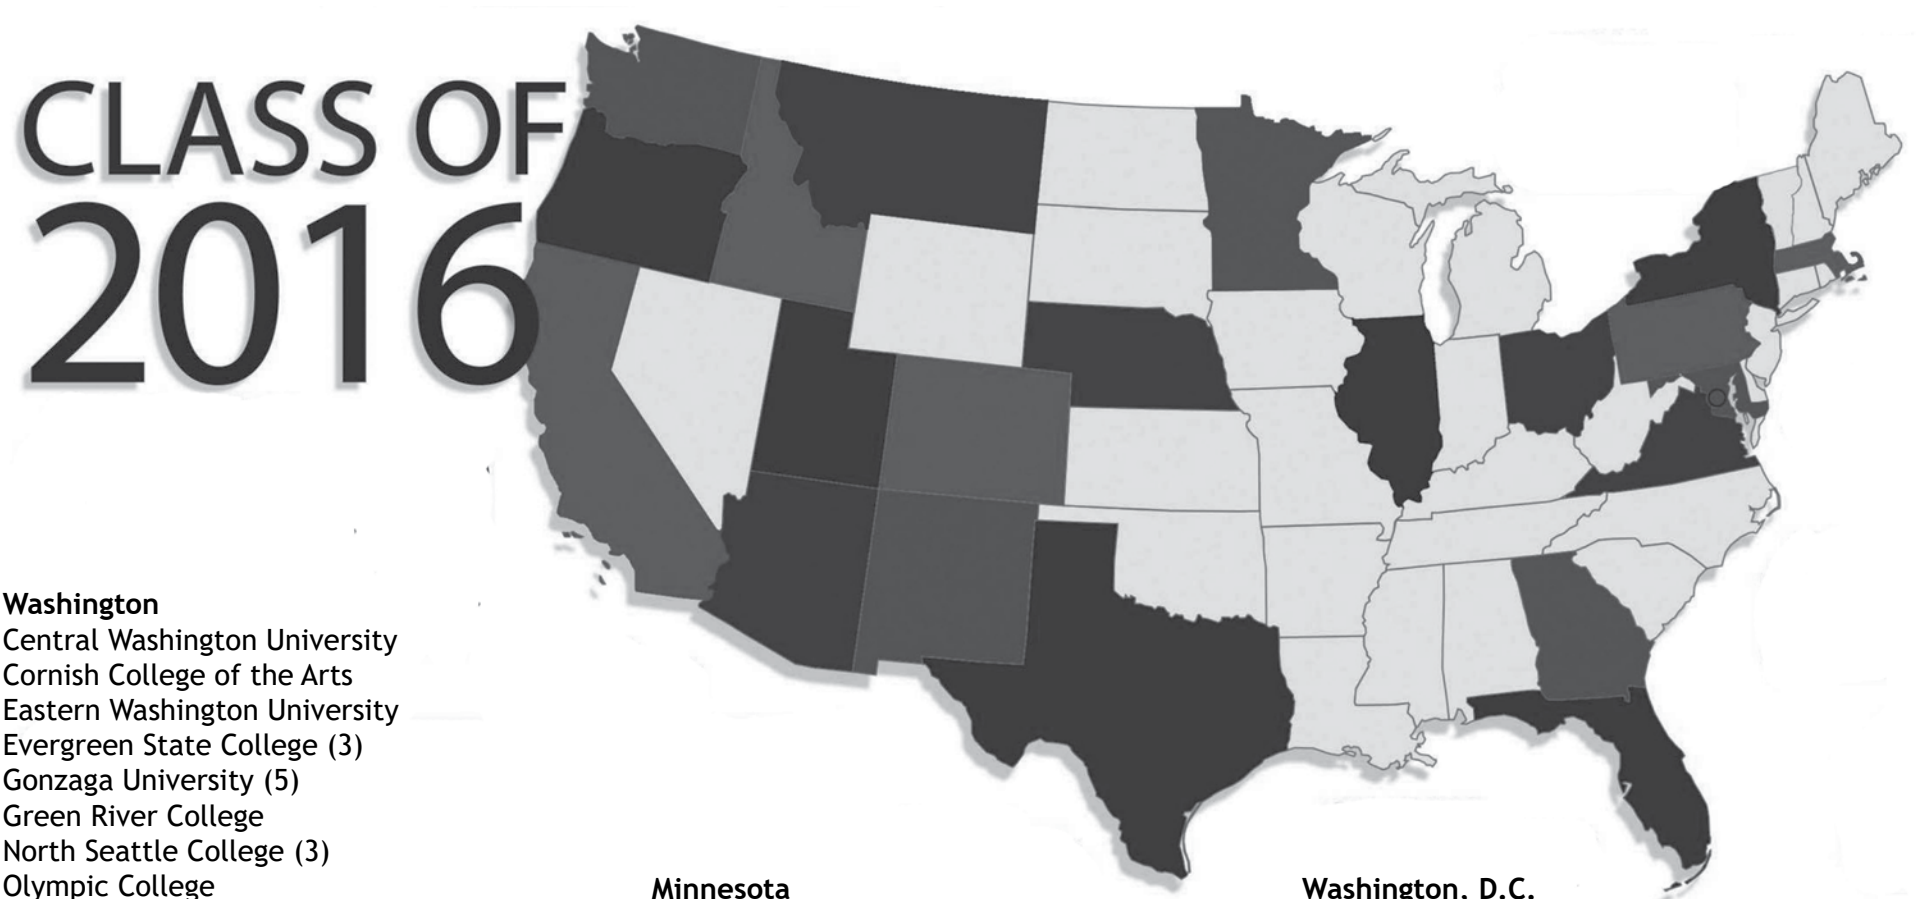 CLASS OF
2016
Washington
Central Washington University
Cornish College of the Arts
Eastern Washington University
Evergreen State College (3)
Gonzaga University (5)
Green River College
North Seattle College (3)
Olympic College
Minnesota
Washington, D.C.